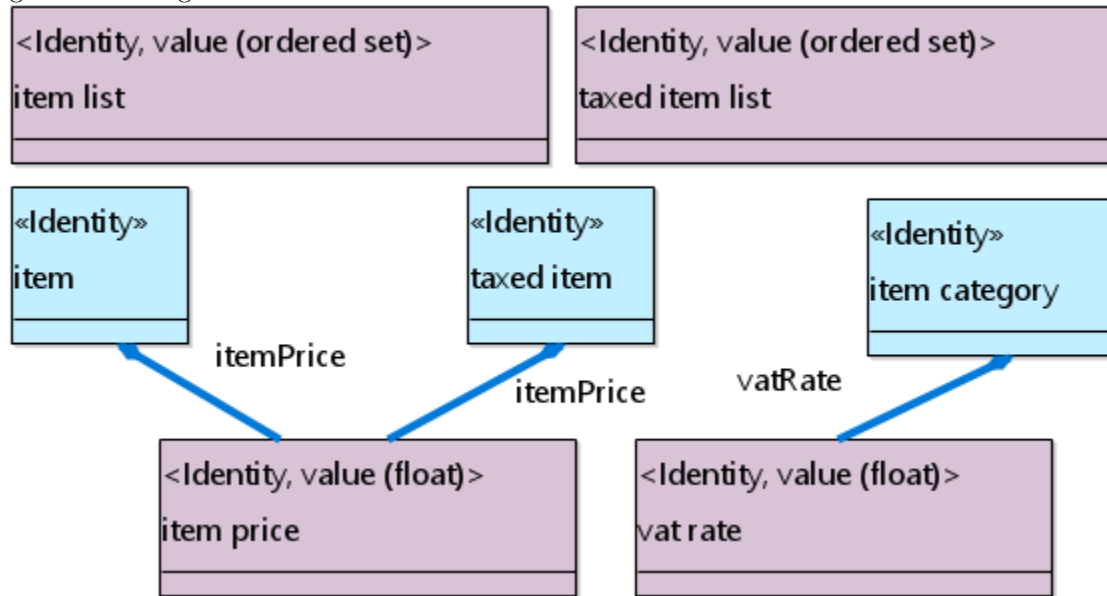 <Identity, value (ordered set)>
item list
<Identity, value (ordered set)>
taxed item list
«Identity»
item
«Identity»
taxed item
«Identity»
item category
itemPrice
itemPrice
vatRate
<Identity, value (float)>
item price
<Identity, value (float)>
vat rate